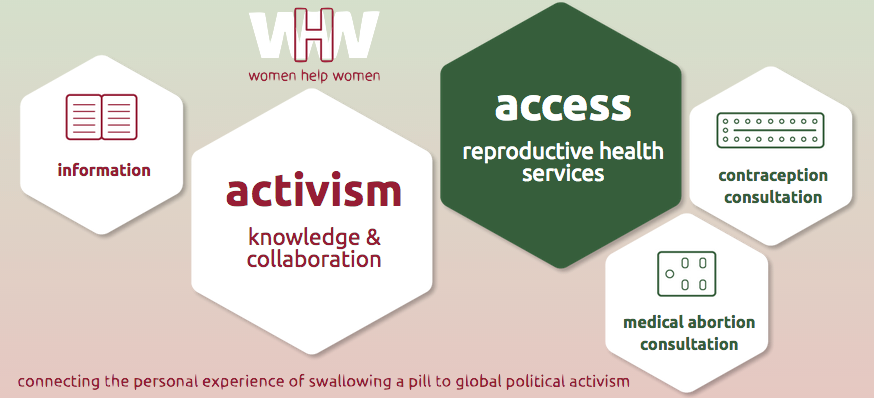 WHW
women help women
information
activism
knowledge &
collaboration
access
reproductive health
services
contraception
consultation
medical abortion
consultation
connecting the personal experience of swallowing a pill to global political activism